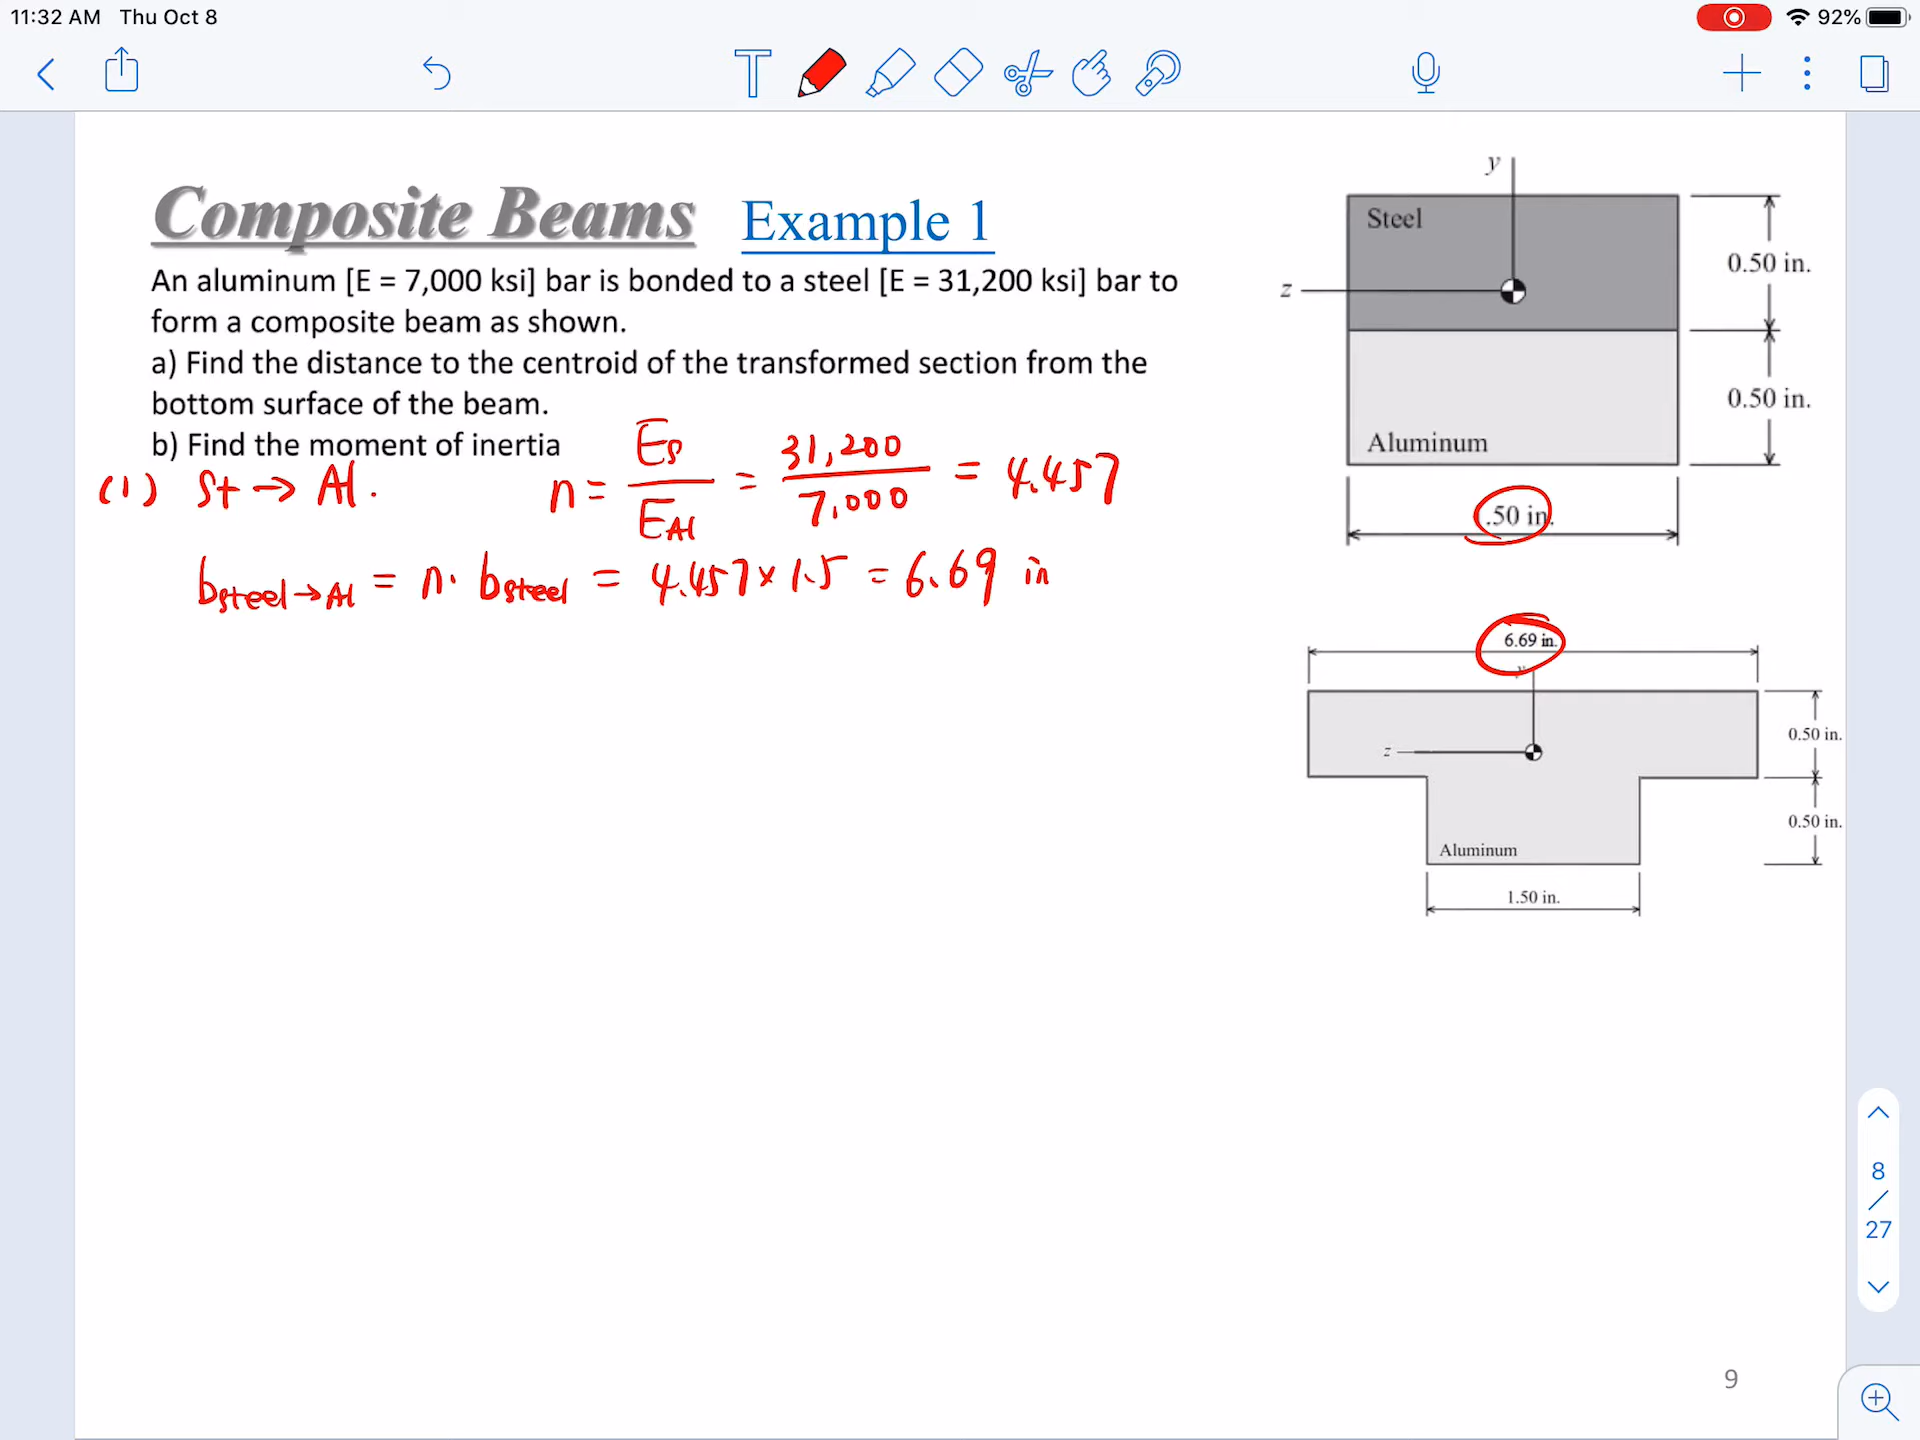 11:32 AM Thu Oct 8
92%
Composite Beams Example 1
An aluminum [E = 7,000 ksi] bar is bonded to a steel [E = 31,200 ksi] bar to
form a composite beam as shown.
a) Find the distance to the centroid of the transformed section from the
bottom surface of the beam.
b) Find the moment of inertia
(1) St → Al. n = Es / EAl = 31,200 / 7,000 = 4.457
bsteel→Al = n · bsteel = 4.457 × 1.5 = 6.69 in
y
Steel
0.50 in.
z
0.50 in.
Aluminum
.50 in.
6.69 in.
y
0.50 in.
z
0.50 in.
Aluminum
1.50 in.
8
/
27
9